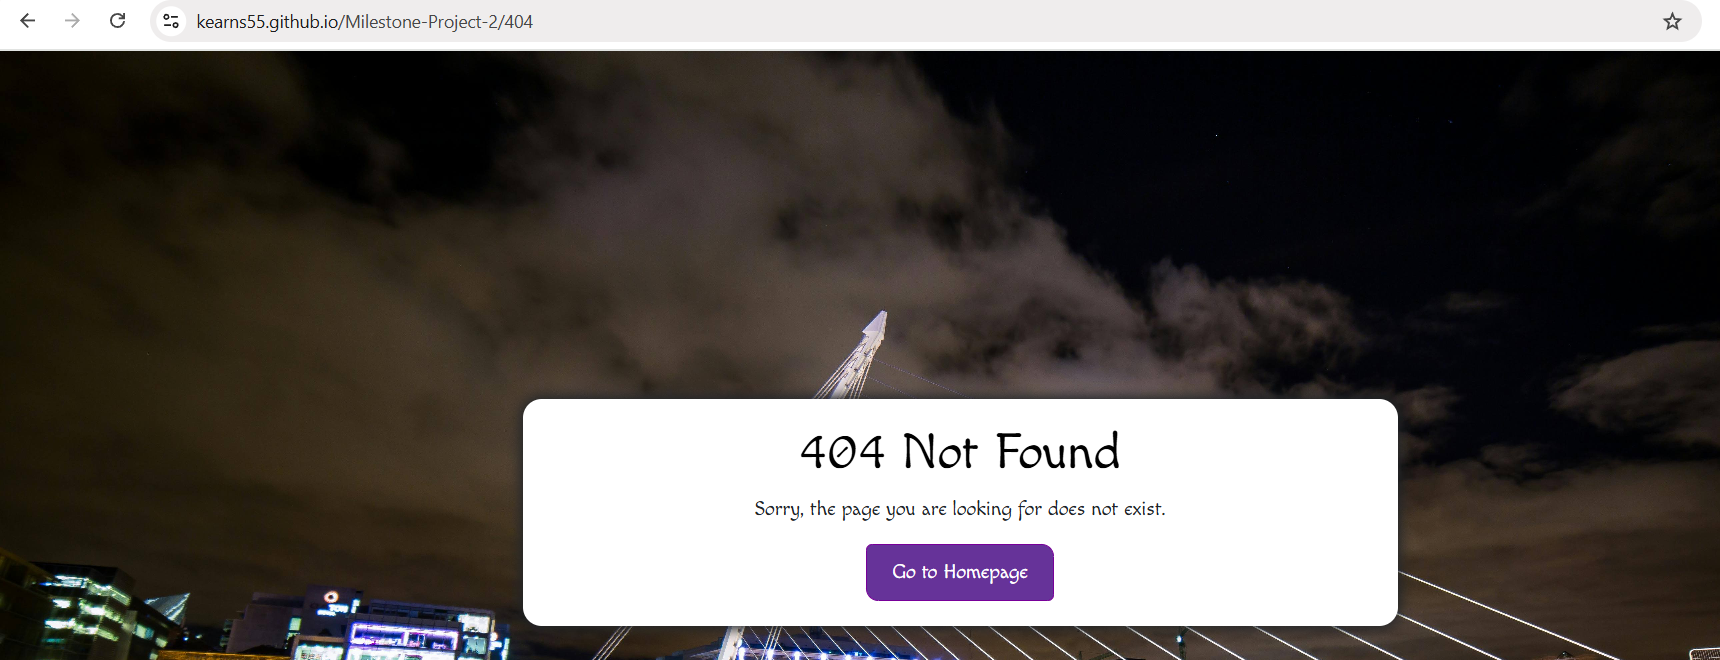 kearns55.github.io/Milestone-Project-2/404
404 Not Found
Sorry, the page you are looking for does not exist.
Go to Homepage